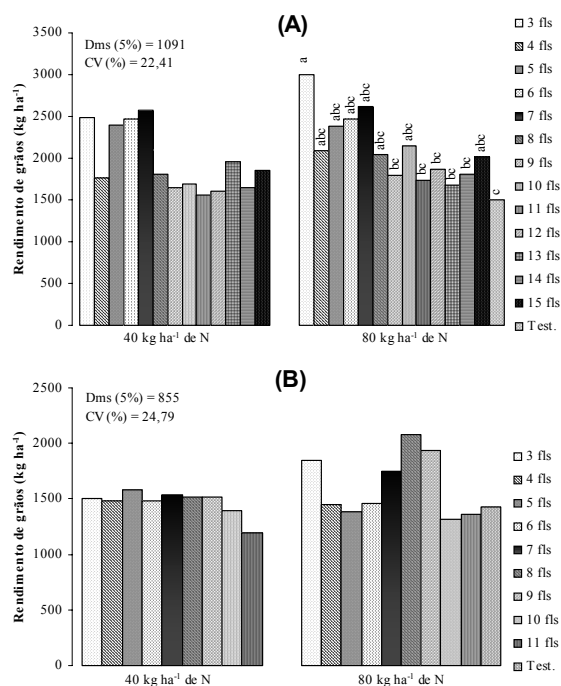 (A)
Dms (5%) = 1091
CV (%) = 22,41
Rendimento de grãos (kg ha⁻¹)
3500
3000
2500
2000
1500
1000
500
0
a
abc
abc
abc
abc
abc
bc
abc
bc
bc
bc
bc
abc
c
40 kg ha⁻¹ de N
80 kg ha⁻¹ de N
3 fls
4 fls
5 fls
6 fls
7 fls
8 fls
9 fls
10 fls
11 fls
12 fls
13 fls
14 fls
15 fls
Test.
(B)
Dms (5%) = 855
CV (%) = 24,79
Rendimento de grãos (kg ha⁻¹)
2500
2000
1500
1000
500
0
40 kg ha⁻¹ de N
80 kg ha⁻¹ de N
3 fls
4 fls
5 fls
6 fls
7 fls
8 fls
9 fls
10 fls
11 fls
Test.